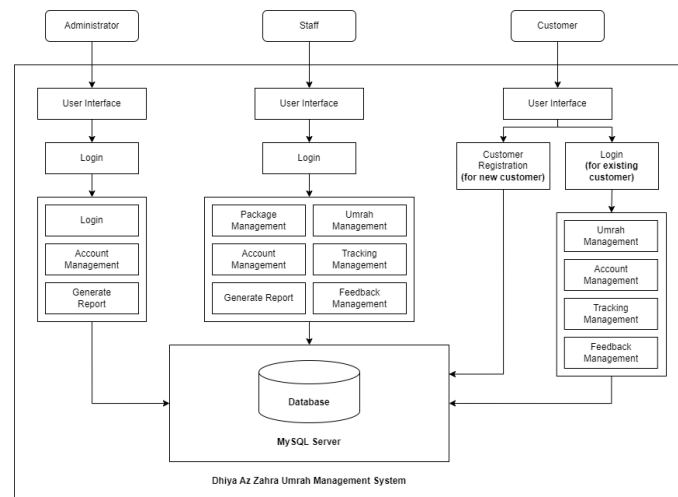 Administrator
Staff
Customer
User Interface
User Interface
User Interface
Login
Login
Customer
Registration
(for new customer)
Login
(for existing
customer)
Login
Account
Management
Generate
Report
Package
Management
Umrah
Management
Account
Management
Tracking
Management
Generate Report
Feedback
Management
Umrah
Management
Account
Management
Tracking
Management
Feedback
Management
Database
MySQL Server
Dhiya Az Zahra Umrah Management System